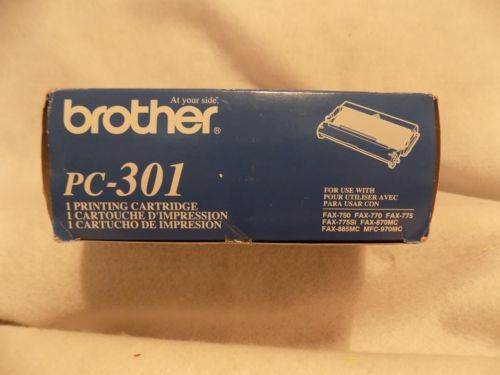 At your side.
brother®
PC-301
1 PRINTING CARTRIDGE
1 CARTOUCHE D'IMPRESSION
1 CARTUCHO DE IMPRESIÓN
FOR USE WITH
POUR UTILISER AVEC
PARA USAR CON
FAX-750 FAX-770 FAX-775
FAX-775SI FAX-870MC
FAX-885MC MFC-970MC